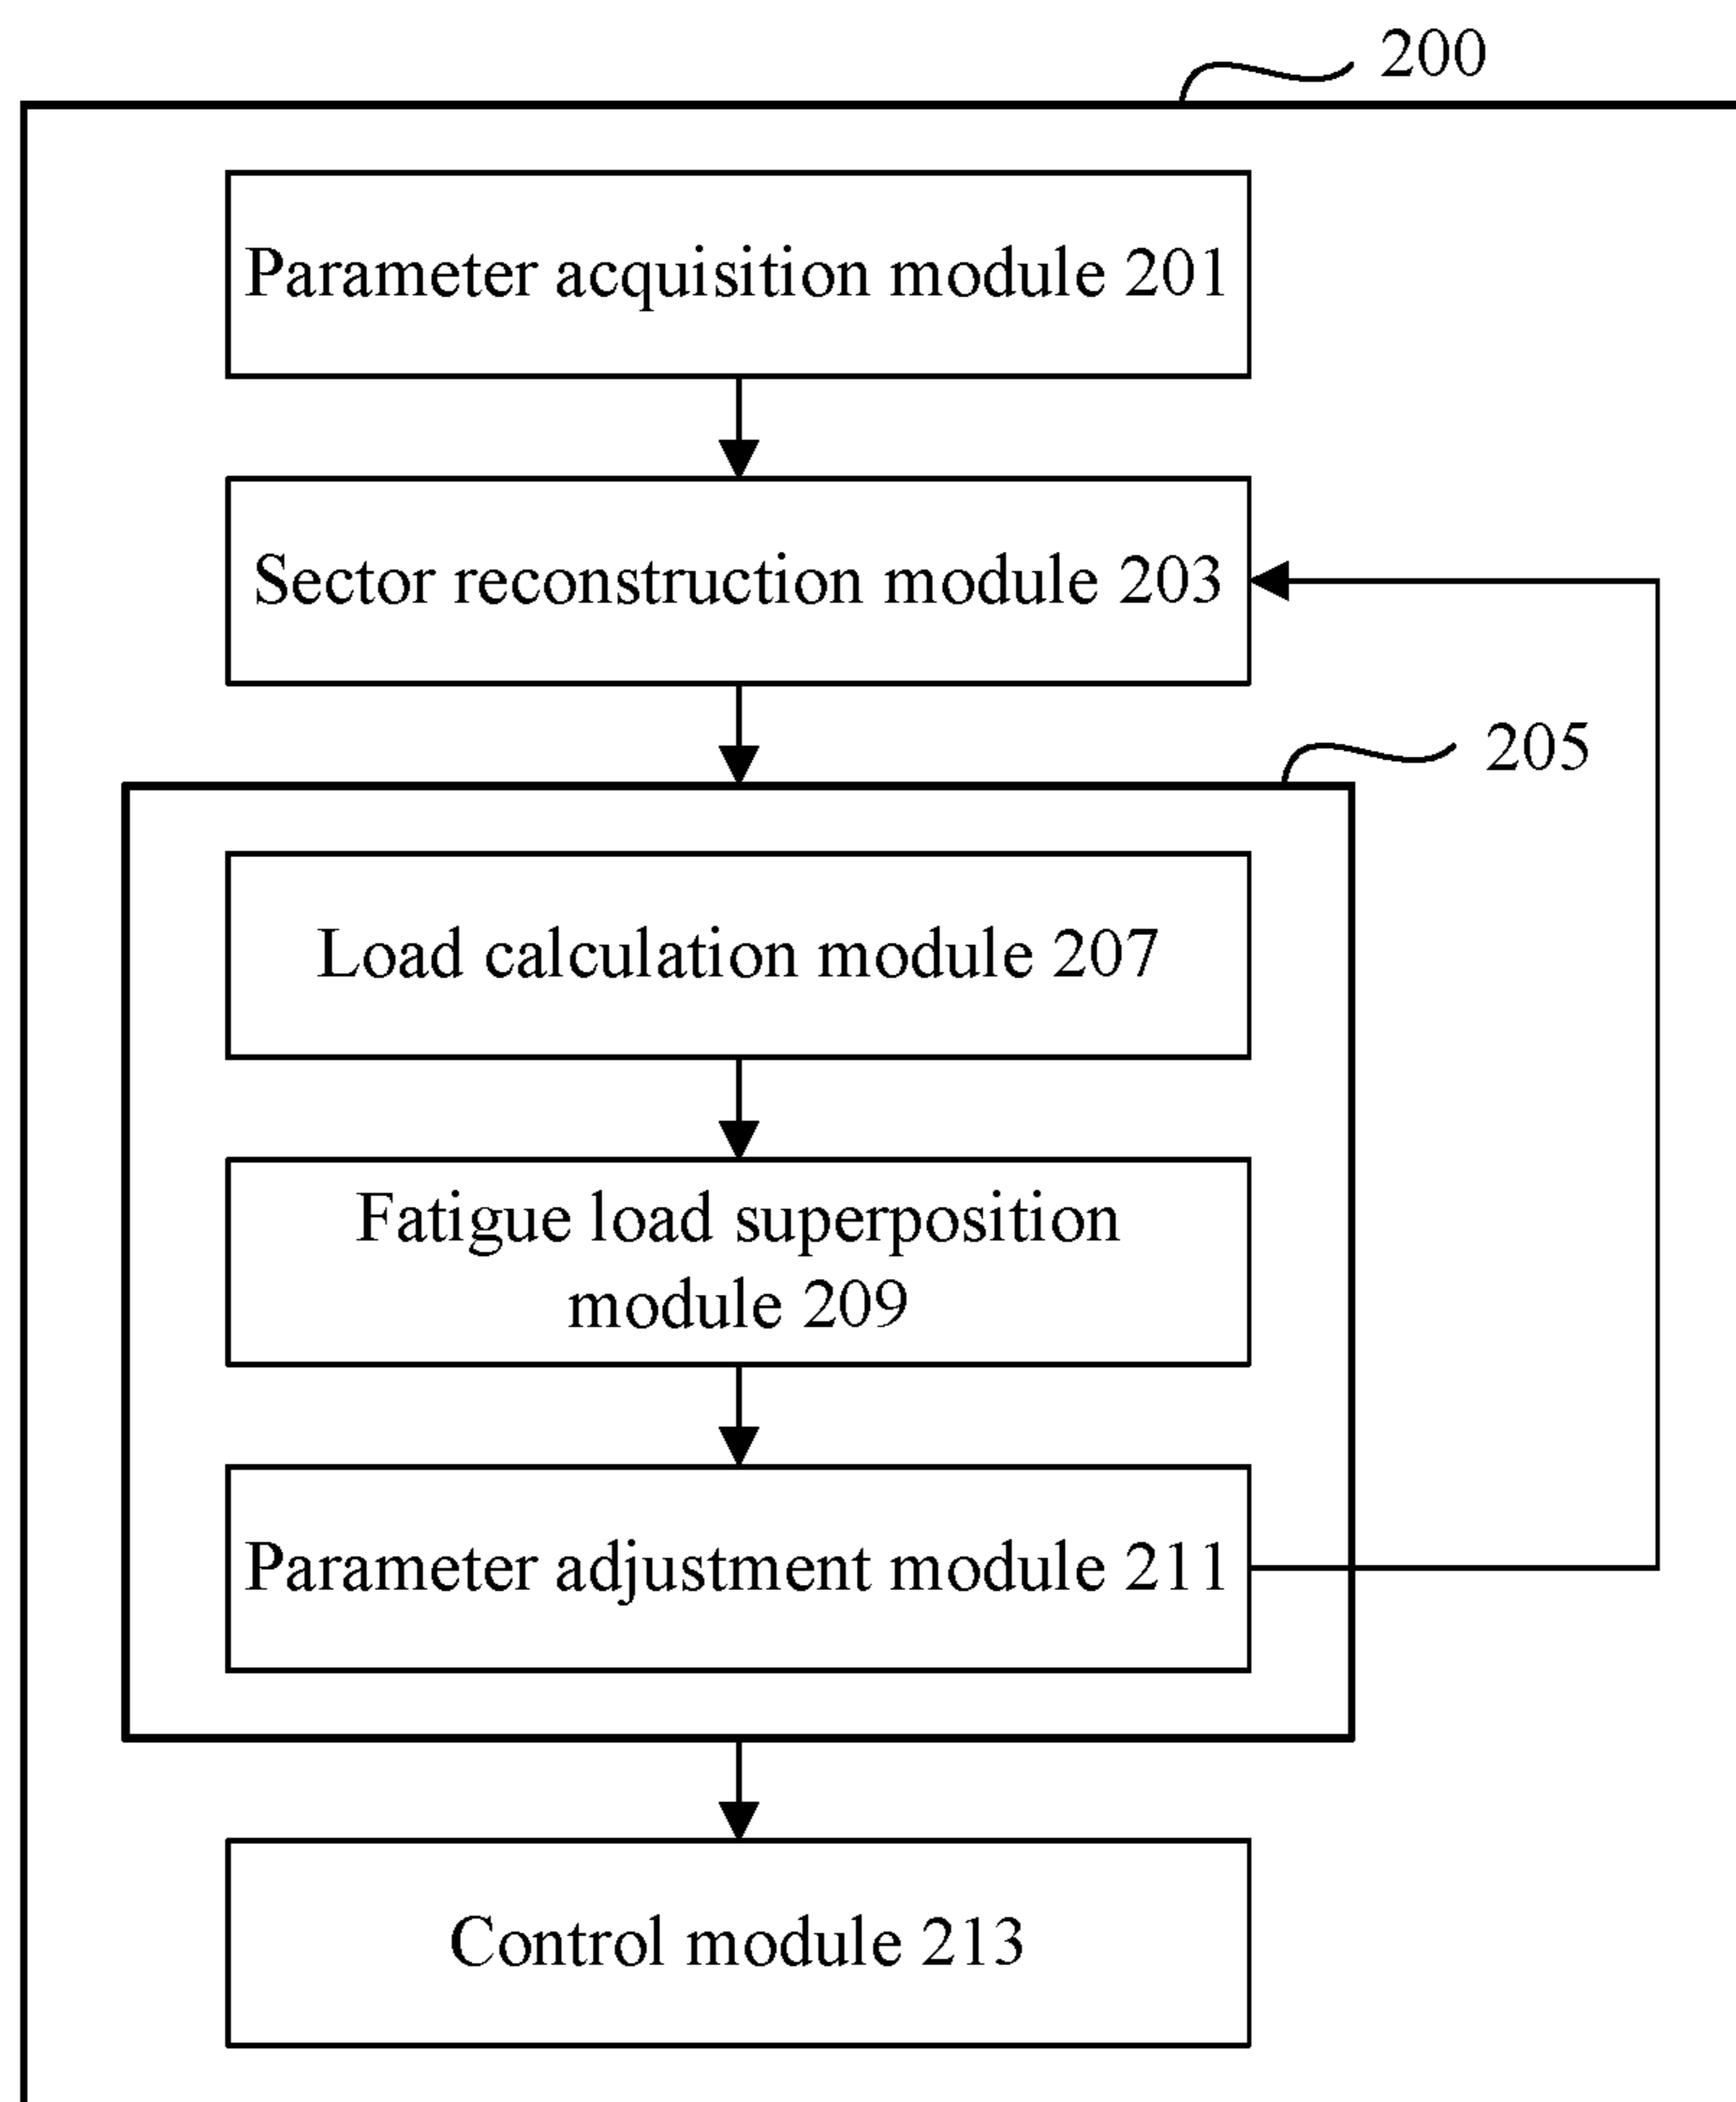 200
Parameter acquisition module 201
Sector reconstruction module 203
205
Load calculation module 207
Fatigue load superposition
module 209
Parameter adjustment module 211
Control module 213